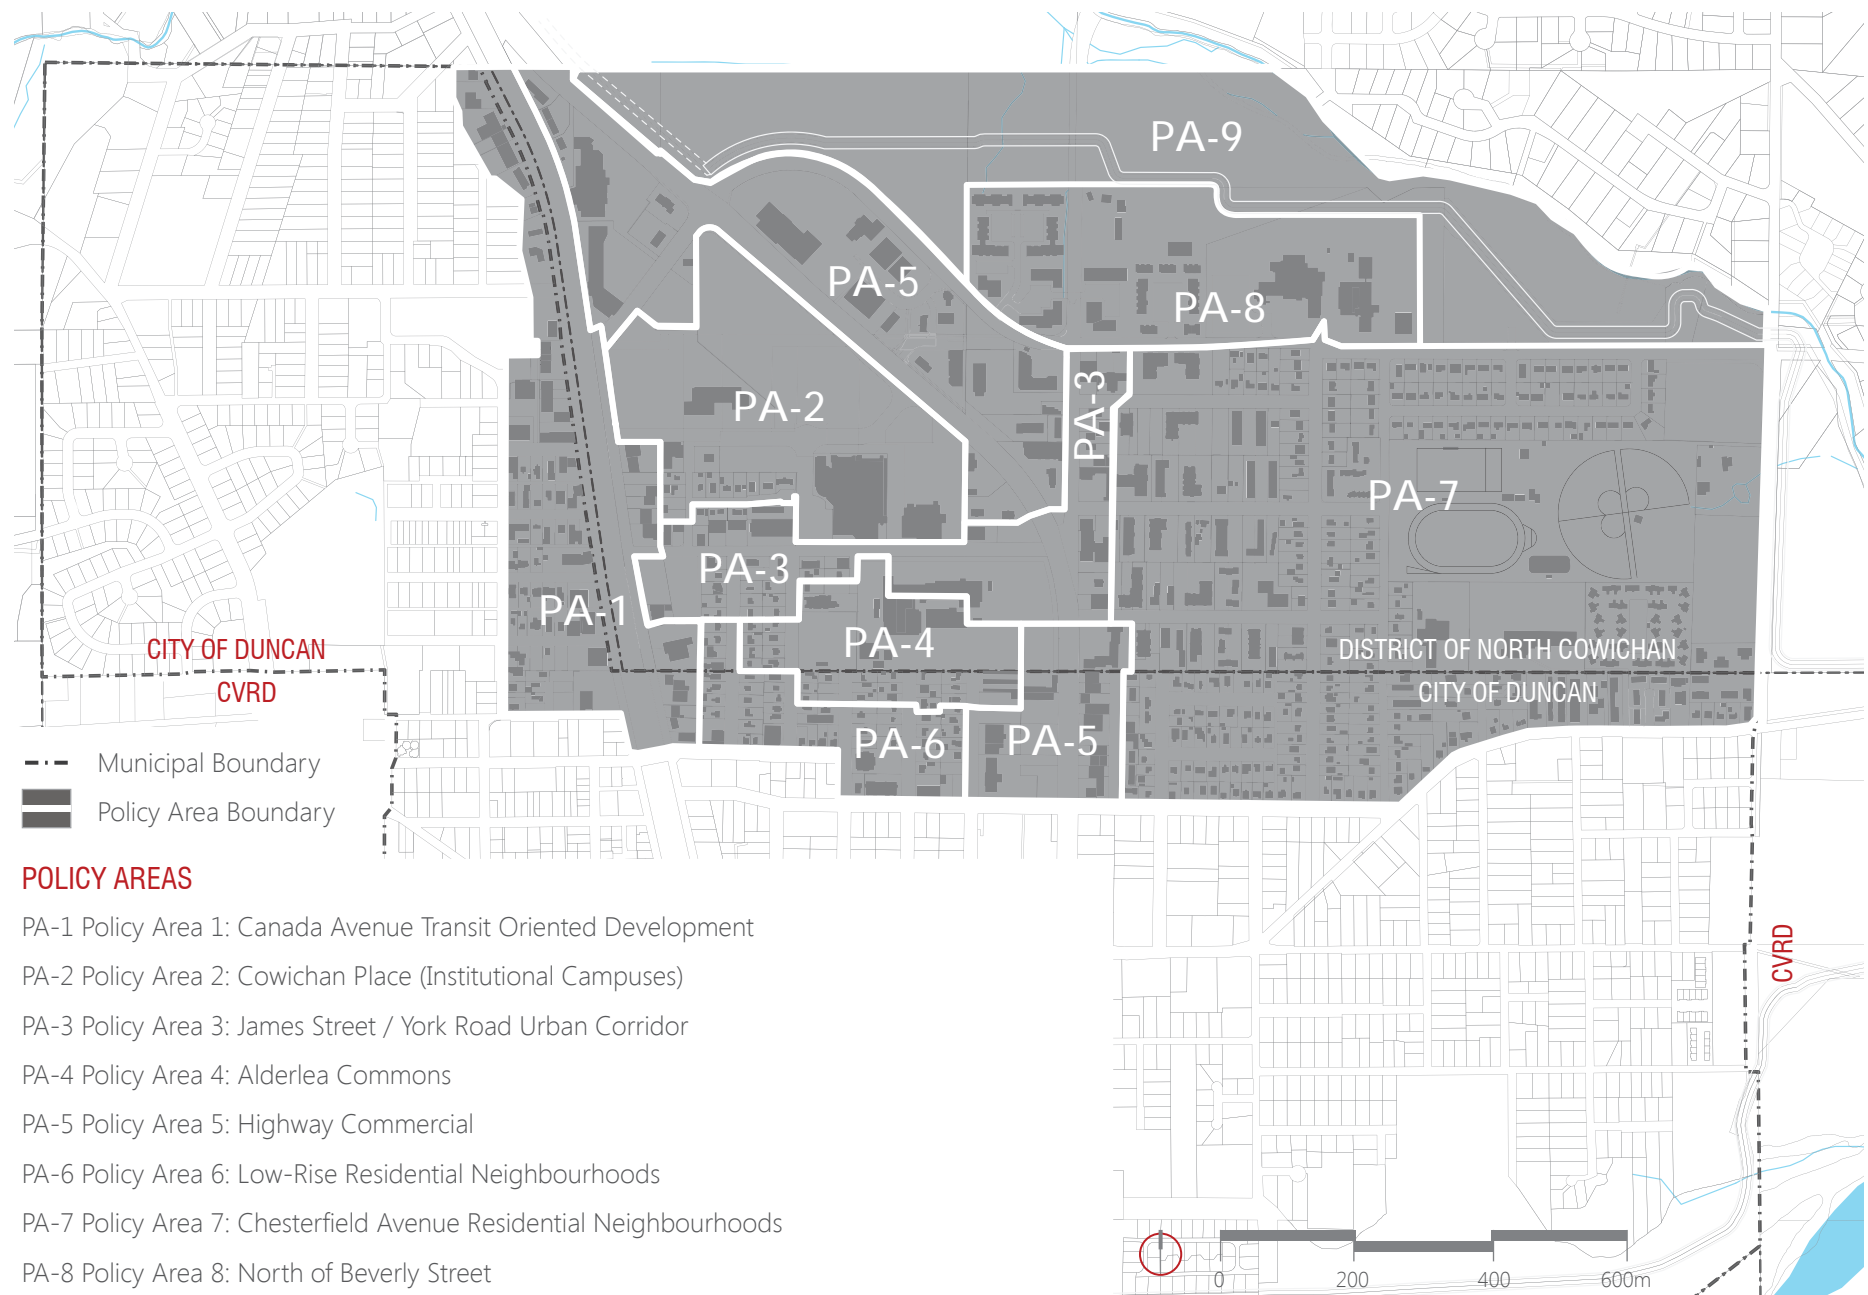 PA-9
PA-5
PA-8
PA-3
PA-2
PA-7
PA-3
PA-1
PA-4
CITY OF DUNCAN
CVRD
DISTRICT OF NORTH COWICHAN
CITY OF DUNCAN
PA-6
PA-5
Municipal Boundary
Policy Area Boundary
POLICY AREAS
PA-1 Policy Area 1: Canada Avenue Transit Oriented Development
PA-2 Policy Area 2: Cowichan Place (Institutional Campuses)
PA-3 Policy Area 3: James Street / York Road Urban Corridor
PA-4 Policy Area 4: Alderlea Commons
PA-5 Policy Area 5: Highway Commercial
PA-6 Policy Area 6: Low-Rise Residential Neighbourhoods
PA-7 Policy Area 7: Chesterfield Avenue Residential Neighbourhoods
PA-8 Policy Area 8: North of Beverly Street
CVRD
0 200 400 600m